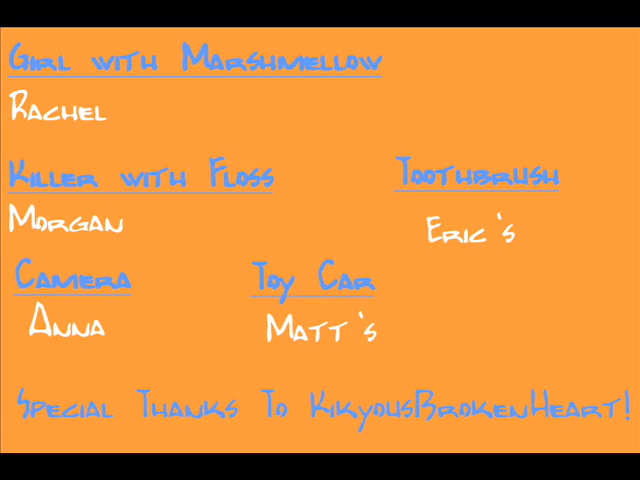 Girl with Marshmellow
Rachel
Killer with Floss
Toothbrush
Morgan
Eric's
Camera
Toy Car
Anna
Matt's
Special Thanks To KikyousBrokenHeart!